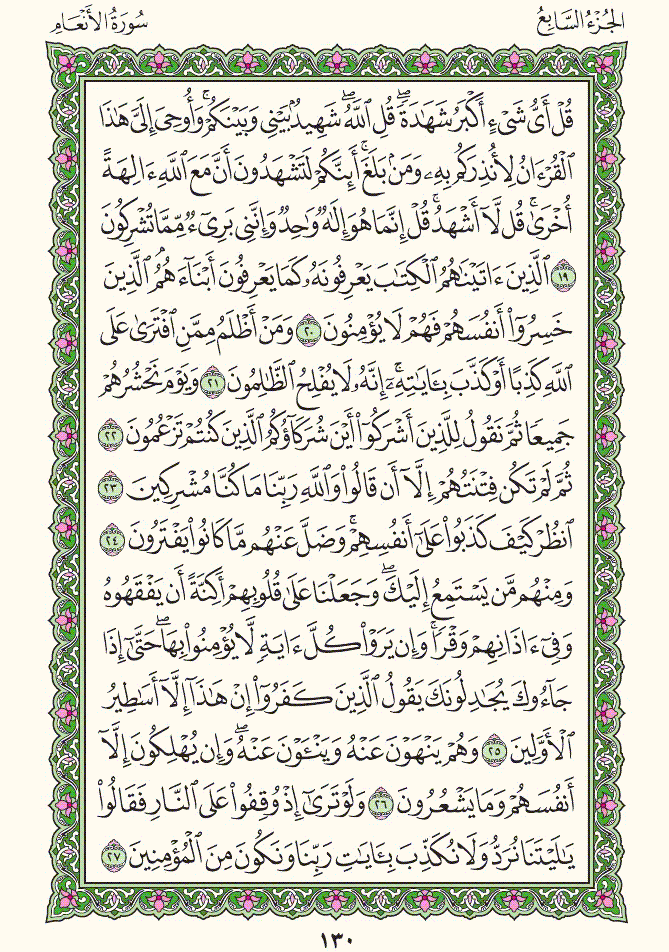 الجُزْءُ السَّابِعُ
سُورَةُ الأَنْعَامِ
قُلْ أَىُّ شَىْءٍ أَكْبَرُ شَهَٰدَةًۖ قُلِ ٱللَّهُۖ شَهِيدٌۢ بَيْنِى وَبَيْنَكُمْۚ وَأُوحِىَ إِلَىَّ هَٰذَا
ٱلْقُرْءَانُ لِأُنذِرَكُم بِهِۦ وَمَنۢ بَلَغَۚ أَئِنَّكُمْ لَتَشْهَدُونَ أَنَّ مَعَ ٱللَّهِ ءَالِهَةً
أُخْرَىٰۚ قُل لَّآ أَشْهَدُۚ قُلْ إِنَّمَا هُوَ إِلَٰهٌ وَٰحِدٌ وَإِنَّنِى بَرِىٓءٌ مِّمَّا تُشْرِكُونَ
١٩ ٱلَّذِينَ ءَاتَيْنَٰهُمُ ٱلْكِتَٰبَ يَعْرِفُونَهُۥ كَمَا يَعْرِفُونَ أَبْنَآءَهُمُۘ ٱلَّذِينَ
خَسِرُوٓا۟ أَنفُسَهُمْ فَهُمْ لَا يُؤْمِنُونَ ٢٠ وَمَنْ أَظْلَمُ مِمَّنِ ٱفْتَرَىٰ عَلَى
ٱللَّهِ كَذِبًا أَوْ كَذَّبَ بِـَٔايَٰتِهِۦٓۗ إِنَّهُۥ لَا يُفْلِحُ ٱلظَّٰلِمُونَ ٢١ وَيَوْمَ نَحْشُرُهُمْ
جَمِيعًا ثُمَّ نَقُولُ لِلَّذِينَ أَشْرَكُوٓا۟ أَيْنَ شُرَكَآؤُكُمُ ٱلَّذِينَ كُنتُمْ تَزْعُمُونَ ٢٢
ثُمَّ لَمْ تَكُن فِتْنَتُهُمْ إِلَّآ أَن قَالُوا۟ وَٱللَّهِ رَبِّنَا مَا كُنَّا مُشْرِكِينَ ٢٣
ٱنظُرْ كَيْفَ كَذَبُوا۟ عَلَىٰٓ أَنفُسِهِمْۚ وَضَلَّ عَنْهُم مَّا كَانُوا۟ يَفْتَرُونَ ٢٤
وَمِنْهُم مَّن يَسْتَمِعُ إِلَيْكَۖ وَجَعَلْنَا عَلَىٰ قُلُوبِهِمْ أَكِنَّةً أَن يَفْقَهُوهُ
وَفِىٓ ءَاذَانِهِمْ وَقْرًاۚ وَإِن يَرَوْا۟ كُلَّ ءَايَةٍ لَّا يُؤْمِنُوا۟ بِهَاۖ حَتَّىٰٓ إِذَا
جَآءُوكَ يُجَٰدِلُونَكَ يَقُولُ ٱلَّذِينَ كَفَرُوٓا۟ إِنْ هَٰذَآ إِلَّآ أَسَٰطِيرُ
ٱلْأَوَّلِينَ ٢٥ وَهُمْ يَنْهَوْنَ عَنْهُ وَيَنْـَٔوْنَ عَنْهُۖ وَإِن يُهْلِكُونَ إِلَّآ
أَنفُسَهُمْ وَمَا يَشْعُرُونَ ٢٦ وَلَوْ تَرَىٰٓ إِذْ وُقِفُوا۟ عَلَى ٱلنَّارِ فَقَالُوا۟
يَٰلَيْتَنَا نُرَدُّ وَلَا نُكَذِّبَ بِـَٔايَٰتِ رَبِّنَا وَنَكُونَ مِنَ ٱلْمُؤْمِنِينَ ٢٧
١٣٠